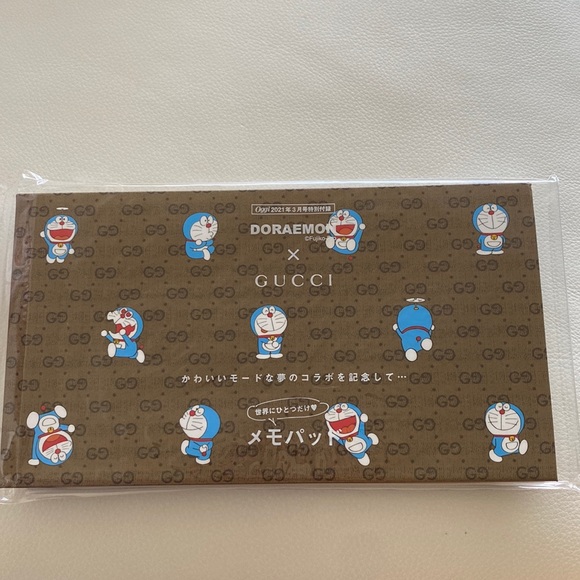 Oggi 2021年3月号特別付録
DORAEMON
©Fujiko
×
GUCCI
かわいいモードな夢のコラボを記念して…
世界にひとつだけ♥
メモパッド